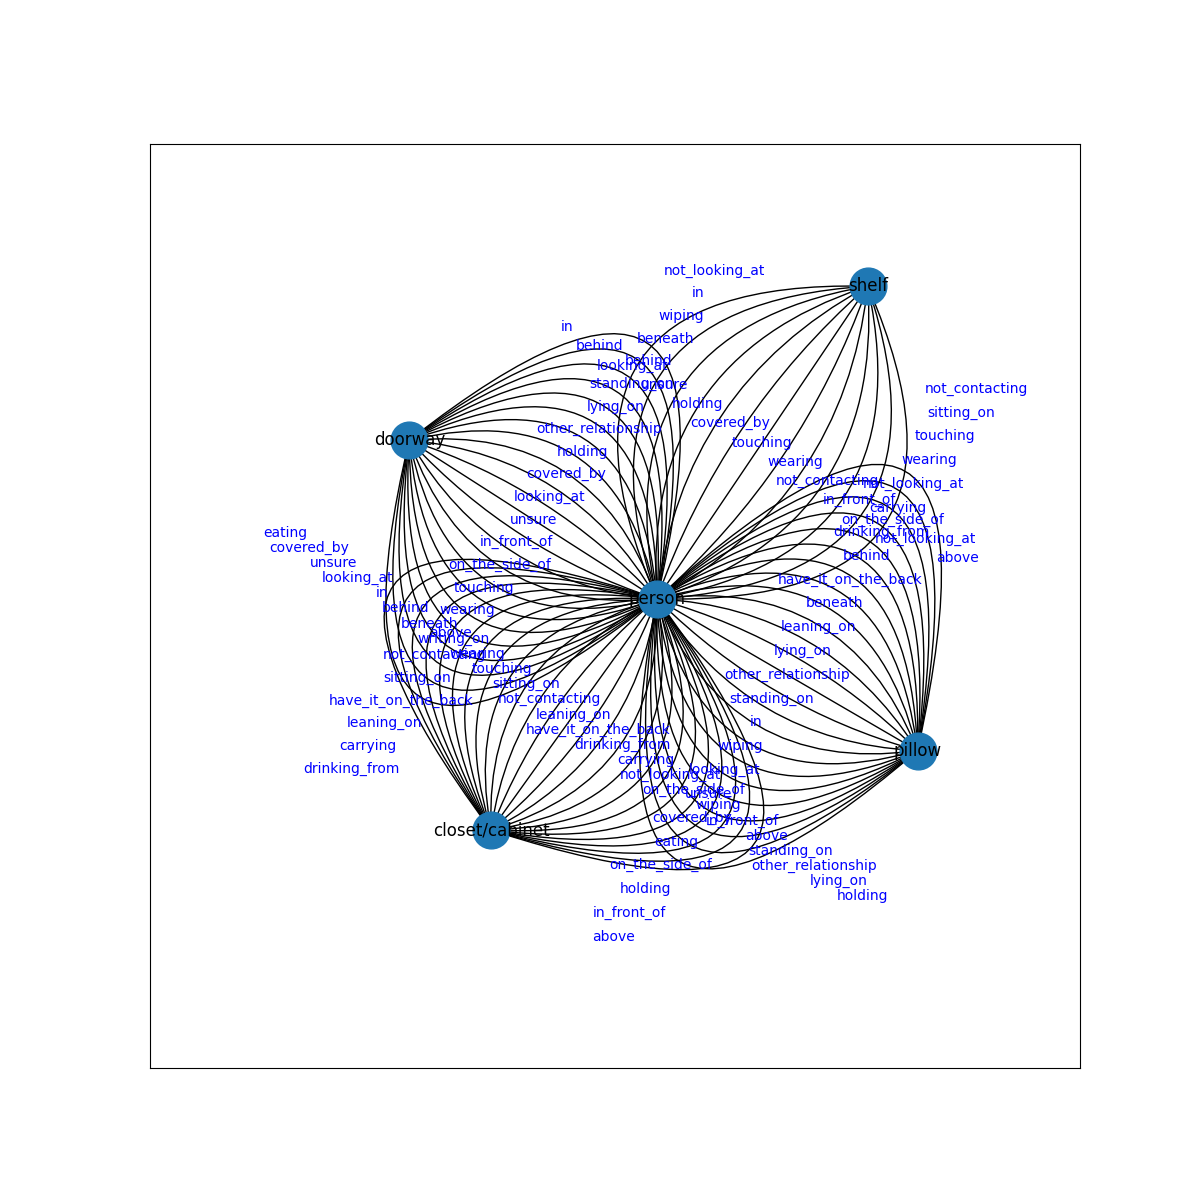 not_looking_at
shelf
in
wiping
in
beneath
behind
behind
looking_at
standing_on
unsure
not_contacting
holding
lying_on
sitting_on
covered_by
other_relationship
touching
doorway
touching
holding
wearing
wearing
covered_by
not_contacting
not_looking_at
looking_at
in_front_of
carrying
unsure
on_the_side_of
drinking_from
eating
in_front_of
not_looking_at
covered_by
behind
above
unsure
on_the_side_of
looking_at
have_it_on_the_back
touching
in
person
beneath
behind
wearing
beneath
leaning_on
above
writing_on
lying_on
not_contacting
wearing
touching
other_relationship
sitting_on
sitting_on
standing_on
have_it_on_the_back
not_contacting
leaning_on
leaning_on
in
have_it_on_the_back
carrying
drinking_from
wiping
pillow
carrying
drinking_from
not_looking_at
looking_at
on_the_side_of
unsure
wiping
covered_by
in_front_of
closet/cabinet
above
eating
standing_on
on_the_side_of
other_relationship
lying_on
holding
holding
in_front_of
above